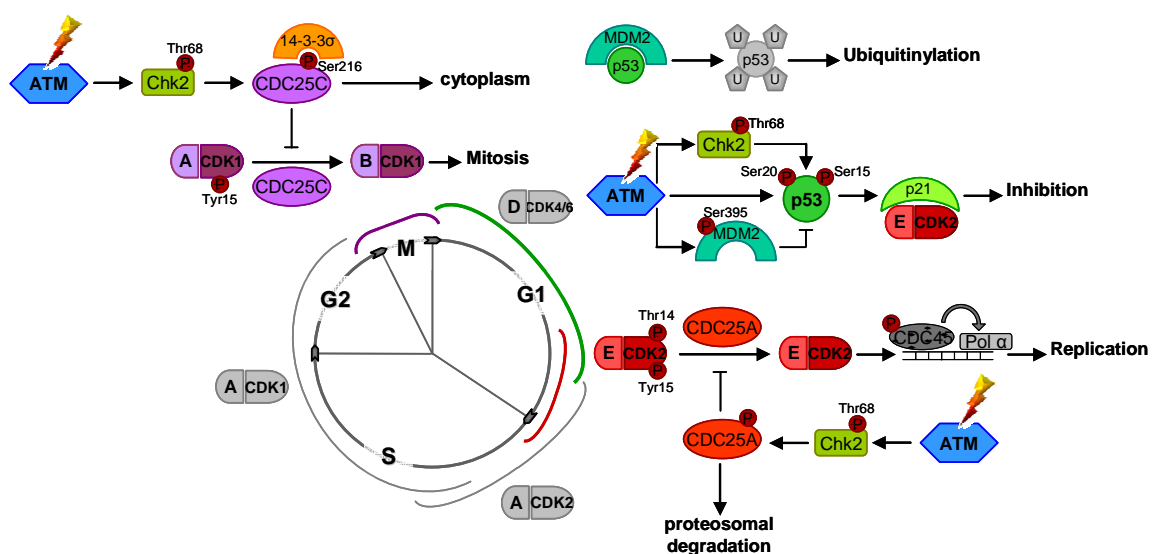 ATM
Thr68
P
Chk2
14-3-3σ
P
Ser216
CDC25C
cytoplasm
A CDK1
P
Tyr15
CDC25C
B CDK1
Mitosis
MDM2
p53
U U
p53
U U
Ubiquitinylation
ATM
P Thr68
Chk2
Ser20 P
P Ser15
p53
Ser395
P MDM2
p21
E CDK2
Inhibition
D CDK4/6
M
G1
G2
S
A CDK1
A CDK2
Thr14
P
E CDK2
P
Tyr15
CDC25A
E CDK2
P
CDC45
Pol α
Replication
P
CDC25A
Thr68
P
Chk2
ATM
proteosomal
degradation